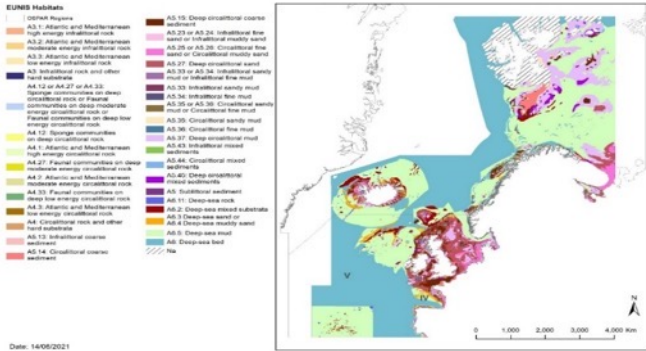 EUNIS Habitats
OSPAR Regions
A3.1: Atlantic and Mediterranean
high energy infralittoral rock
A3.2: Atlantic and Mediterranean
moderate energy infralittoral rock
A3.3: Atlantic and Mediterranean
low energy infralittoral rock
A3: Infralittoral rock and other
hard substrata
A4.12 or A4.27 or A4.33:
Sponge communities on deep
circalittoral rock or Faunal
communities on deep moderate
energy circalittoral rock or
Faunal communities on deep low
energy circalittoral rock
A4.12: Sponge communities
on deep circalittoral rock
A4.1: Atlantic and Mediterranean
high energy circalittoral rock
A4.27: Faunal communities on deep
moderate energy circalittoral rock
A4.2: Atlantic and Mediterranean
moderate energy circalittoral rock
A4.33: Faunal communities on
deep low energy circalittoral rock
A4.3: Atlantic and Mediterranean
low energy circalittoral rock
A4: Circalittoral rock and other
hard substrata
A5.13: Infralittoral coarse
sediment
A5.14: Circalittoral coarse
sediment
A5.15: Deep circalittoral coarse
sediment
A5.23 or A5.24: Infralittoral fine
sand or Infralittoral muddy sand
A5.25 or A5.26: Circalittoral fine
sand or Circalittoral muddy sand
A5.27: Deep circalittoral sand
A5.33 or A5.34: Infralittoral sandy
mud or Infralittoral fine mud
A5.33: Infralittoral sandy mud
A5.34: Infralittoral fine mud
A5.35 or A5.36: Circalittoral sandy
mud or Circalittoral fine mud
A5.35: Circalittoral sandy mud
A5.36: Circalittoral fine mud
A5.37: Deep circalittoral mud
A5.43: Infralittoral mixed
sediments
A5.44: Circalittoral mixed
sediments
A5.45: Deep circalittoral
mixed sediments
A5: Sublittoral sediment
A6.11: Deep-sea rock
A6.2: Deep-sea mixed substrata
A6.3: Deep-sea sand or
A6.4 Deep-sea muddy sand
A6.5: Deep-sea mud
A6: Deep-sea bed
Na
V
IV
N
0
1,000
2,000
3,000
4,000 Km
Date: 14/06/2021